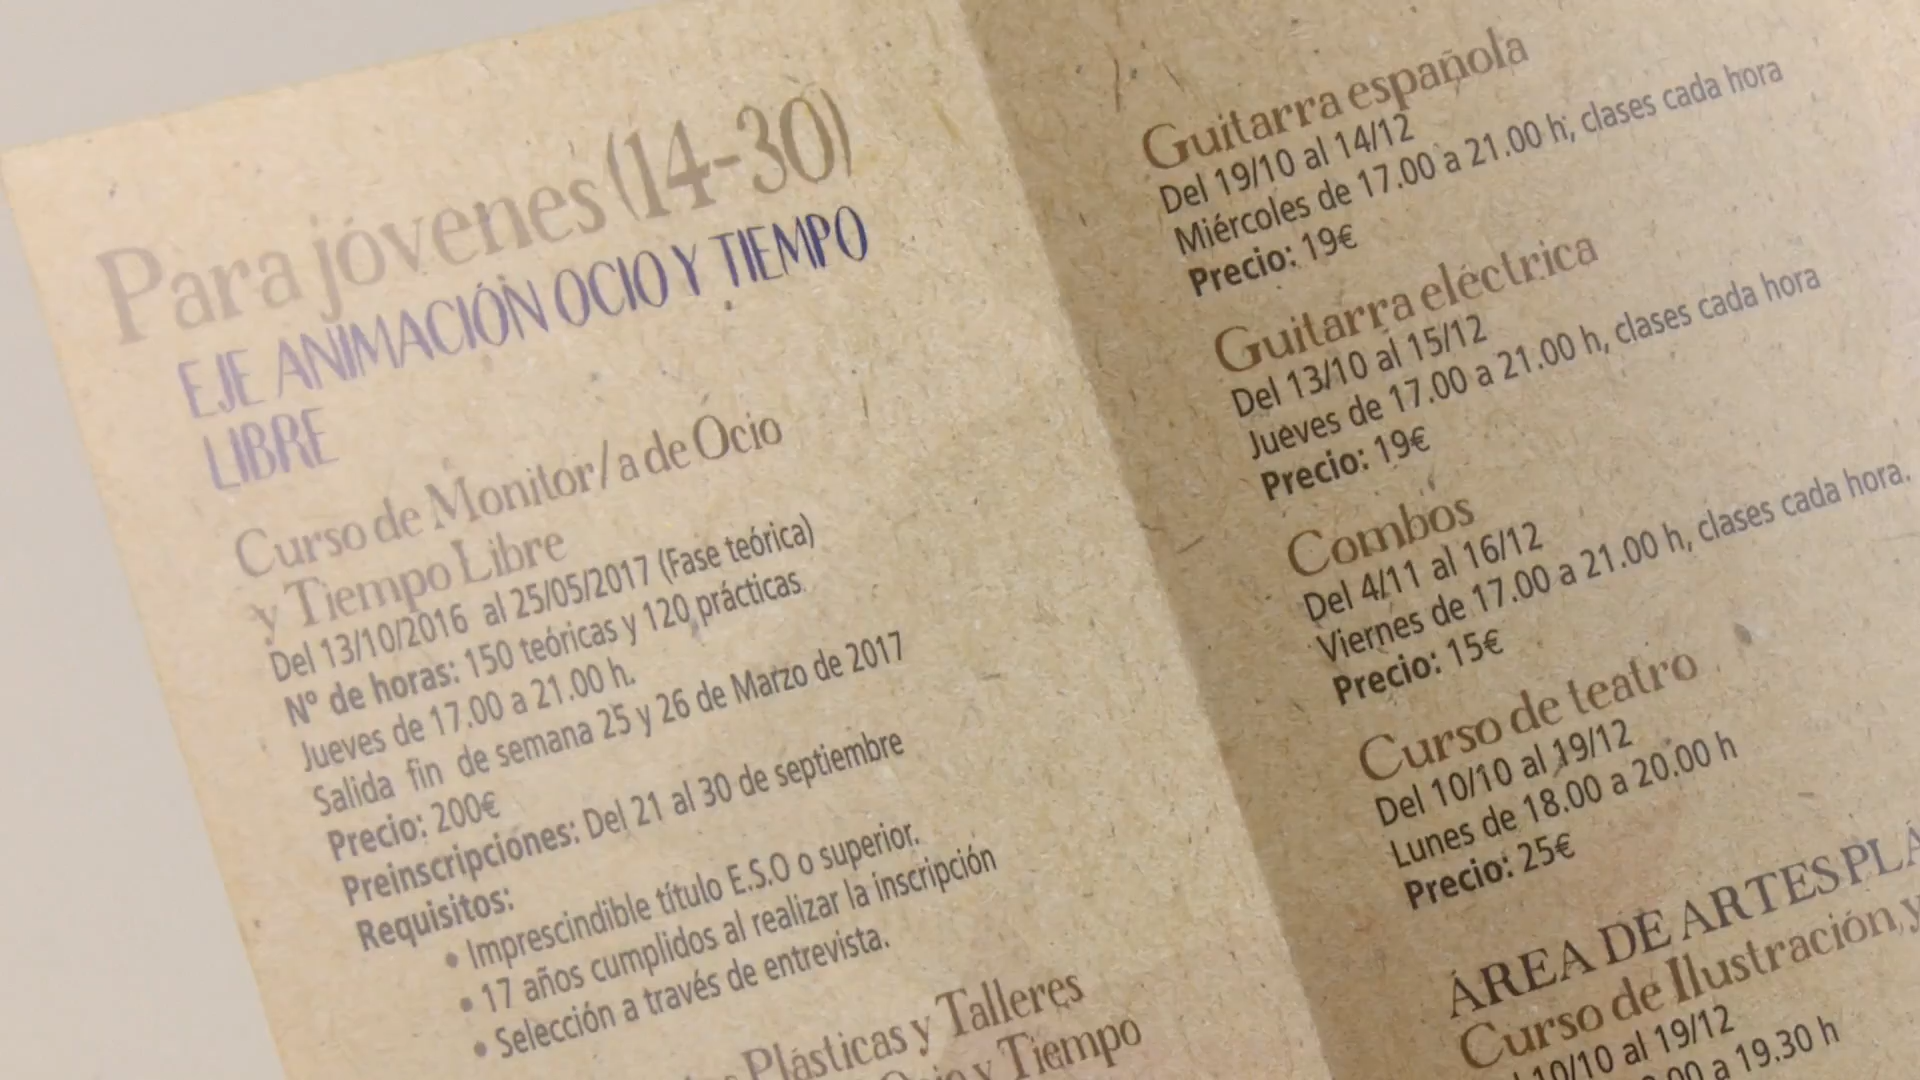 Para jóvenes (14-30)
EJE ANIMACIÓN OCIO Y TIEMPO
LIBRE
Curso de Monitor/a de Ocio
y Tiempo Libre
Del 13/10/2016 al 25/05/2017 (Fase teórica)
Nº de horas: 150 teóricas y 120 prácticas
Jueves de 17.00 a 21.00 h.
Salida fin de semana 25 y 26 de Marzo de 2017
Precio: 200€
Preinscripciones: Del 21 al 30 de septiembre
Requisitos:
• Imprescindible título E.S.O o superior.
• 17 años cumplidos al realizar la inscripción
• Selección a través de entrevista.
Plásticas y Talleres
Ocio y Tiempo
Guitarra española
Del 19/10 al 14/12
Miércoles de 17.00 a 21.00 h, clases cada hora
Precio: 19€
Guitarra eléctrica
Del 13/10 al 15/12
Jueves de 17.00 a 21.00 h, clases cada hora
Precio: 19€
Combos
Del 4/11 al 16/12
Viernes de 17.00 a 21.00 h, clases cada hora.
Precio: 15€
Curso de teatro
Del 10/10 al 19/12
Lunes de 18.00 a 20.00 h
Precio: 25€
ÁREA DE ARTES PLÁ
Curso de Ilustración y
10/10 al 19/12
a 19.30 h